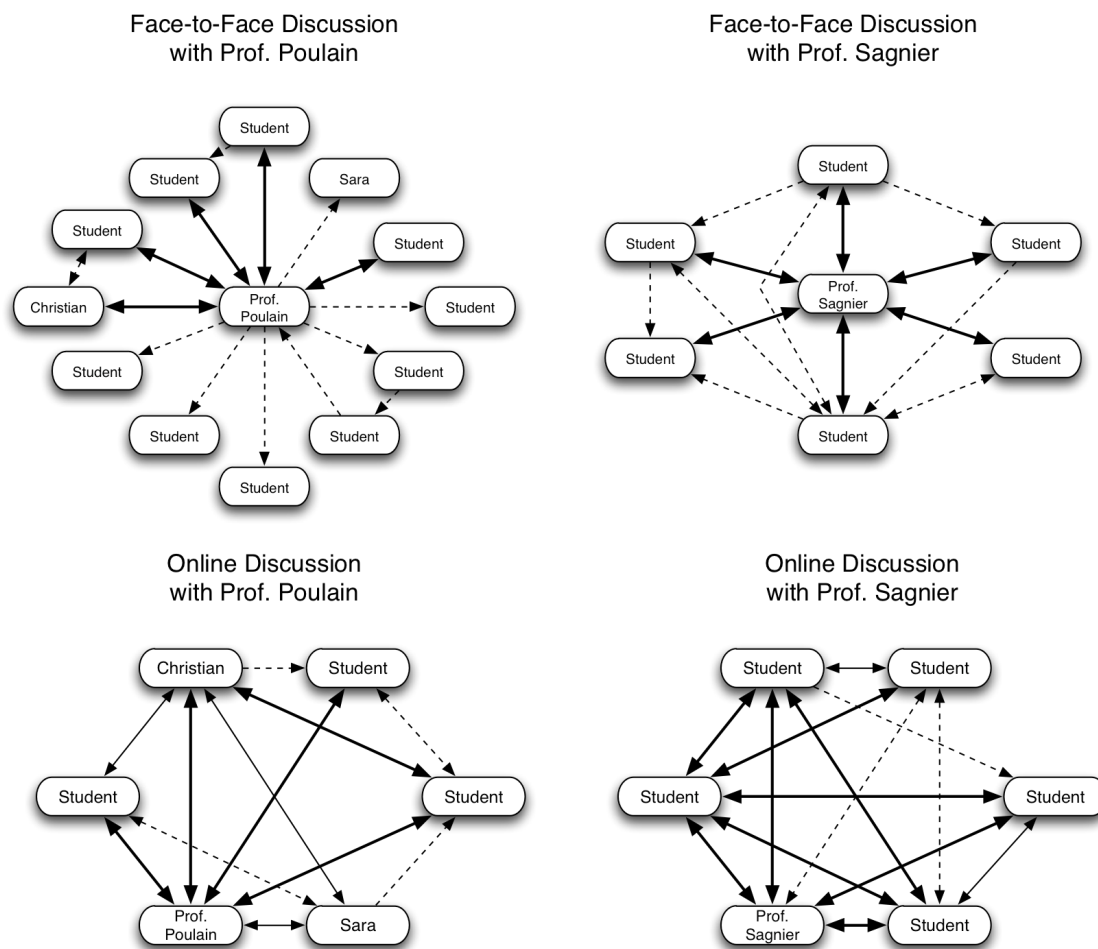 Face-to-Face Discussion
with Prof. Poulain
Student
Student
Sara
Student
Student
Christian
Prof.
Poulain
Student
Student
Student
Student
Student
Student
Face-to-Face Discussion
with Prof. Sagnier
Student
Student
Student
Prof.
Sagnier
Student
Student
Student
Online Discussion
with Prof. Poulain
Christian
Student
Student
Student
Prof.
Poulain
Sara
Online Discussion
with Prof. Sagnier
Student
Student
Student
Student
Prof.
Sagnier
Student